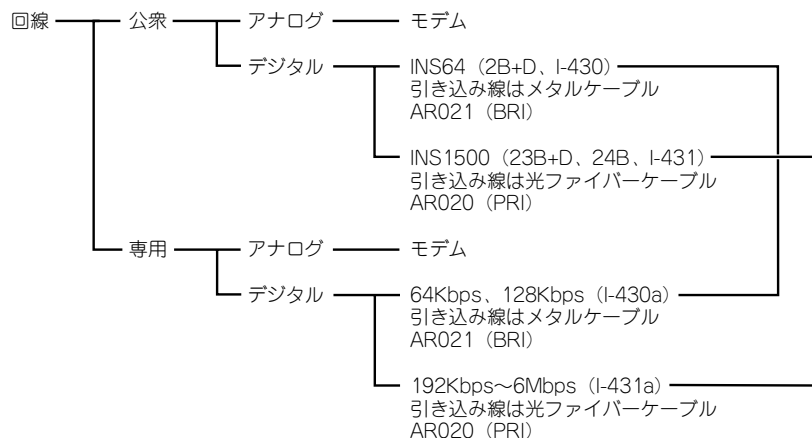 回線 公衆 アナログ モデム
デジタル INS64（2B+D、I-430）
引き込み線はメタルケーブル
AR021（BRI）
INS1500（23B+D、24B、I-431）
引き込み線は光ファイバーケーブル
AR020（PRI）
専用 アナログ モデム
デジタル 64Kbps、128Kbps（I-430a）
引き込み線はメタルケーブル
AR021（BRI）
192Kbps～6Mbps（I-431a）
引き込み線は光ファイバーケーブル
AR020（PRI）